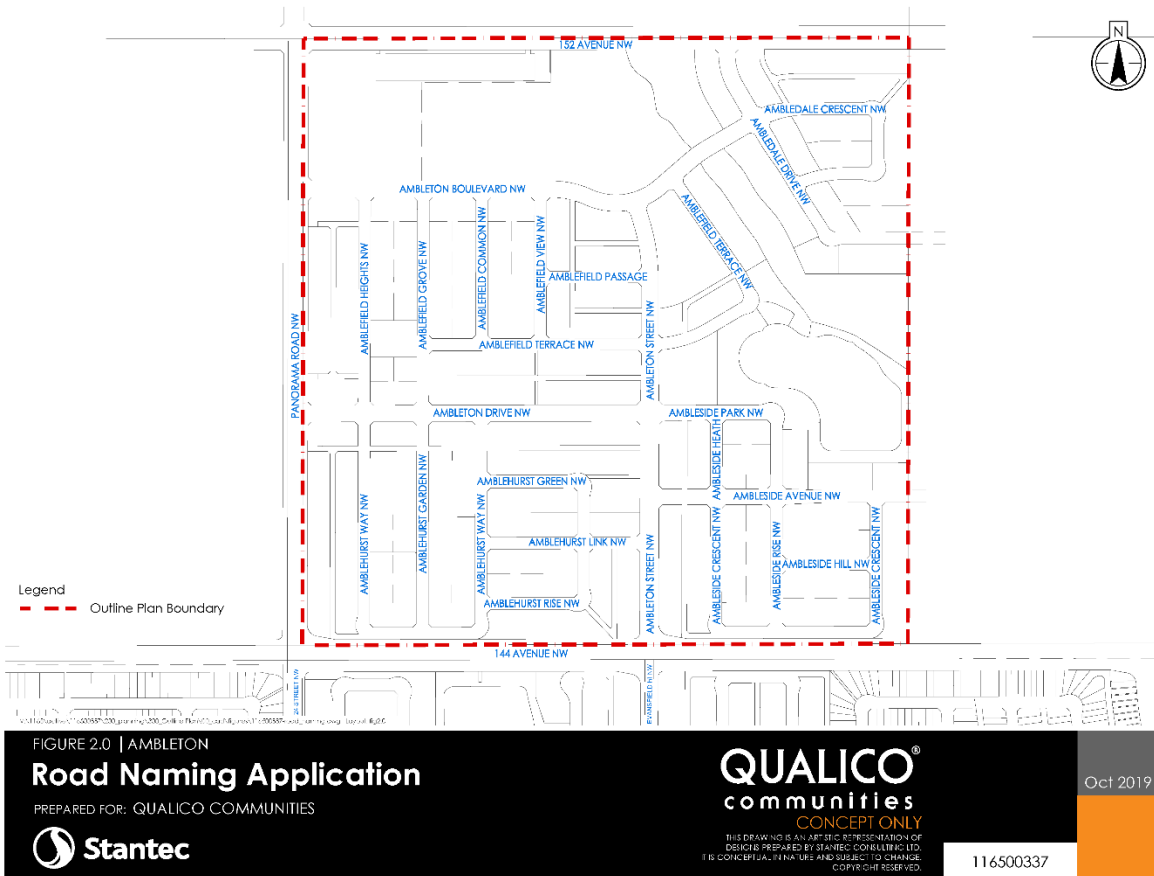 N
152 AVENUE NW
AMBLEDALE CRESCENT NW
AMBLEDALE DRIVE NW
AMBLETON BOULEVARD NW
AMBLEFIELD TERRACE NW
AMBLEFIELD HEIGHTS NW
AMBLEFIELD GROVE NW
AMBLEFIELD COMMON NW
AMBLEFIELD VIEW NW
AMBLEFIELD PASSAGE
PANORAMA ROAD NW
AMBLEFIELD TERRACE NW
AMBLETON STREET NW
AMBLETON DRIVE NW
AMBLESIDE PARK NW
AMBLESIDE HEATH
AMBLEHURST GREEN NW
AMBLESIDE AVENUE NW
AMBLEHURST WAY NW
AMBLEHURST GARDEN NW
AMBLEHURST WAY NW
AMBLEHURST LINK NW
AMBLETON STREET NW
AMBLESIDE CRESCENT NW
AMBLESIDE RISE NW
AMBLESIDE HILL NW
AMBLESIDE CRESCENT NW
AMBLEHURST RISE NW
144 AVENUE NW
Legend
Outline Plan Boundary
STREET NW
EVANSFIELD
FIGURE 2.0 | AMBLETON
Road Naming Application
PREPARED FOR: QUALICO COMMUNITIES
Stantec
QUALICO®
communities
CONCEPT ONLY
THIS DRAWING IS AN ARTISTIC REPRESENTATION OF
DESIGNS PREPARED BY STANTEC CONSULTING LTD.
IT IS CONCEPTUAL IN NATURE AND SUBJECT TO CHANGE.
COPYRIGHT RESERVED.
Oct 2019
116500337